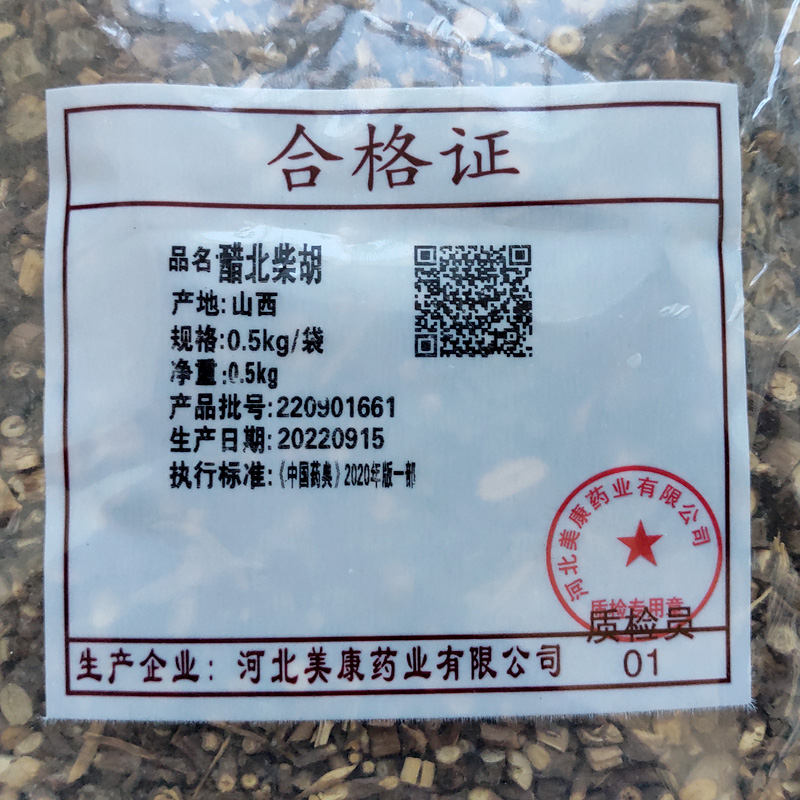 合格证
品名 醋北柴胡
产地:山西
规格:0.5kg/袋
净重:0.5kg
产品批号:220901661
生产日期:20220915
执行标准:《中国药典》2020年版一部
河北美康药业有限公司
质检专用章
质检员
01
生产企业：河北美康药业有限公司